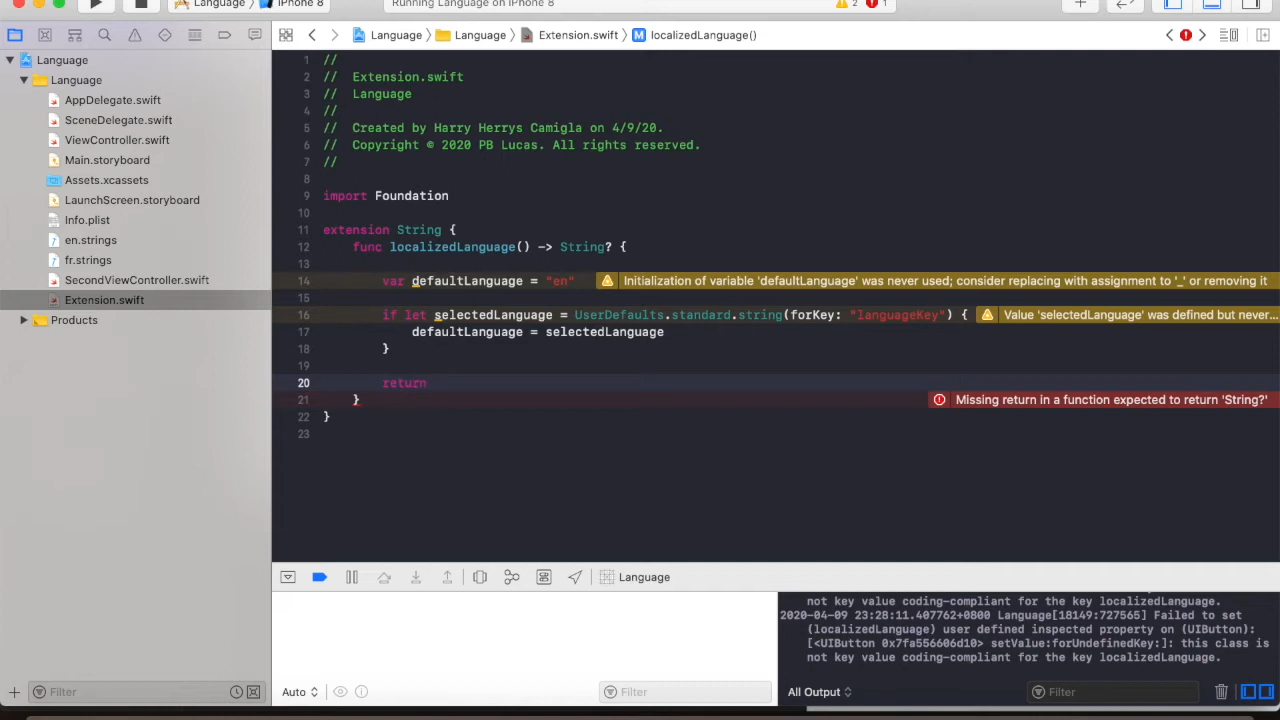 Language
iPhone 8
Running Language on iPhone 8
2
1
Language
Language
Extension.swift
localizedLanguage()
Language
Language
AppDelegate.swift
SceneDelegate.swift
ViewController.swift
Main.storyboard
Assets.xcassets
LaunchScreen.storyboard
Info.plist
en.strings
fr.strings
SecondViewController.swift
Extension.swift
Products
1 //
2 // Extension.swift
3 // Language
4 //
5 // Created by Harry Herrys Camigla on 4/9/20.
6 // Copyright © 2020 PB Lucas. All rights reserved.
7 //
8
9 import Foundation
10
11 extension String {
12 func localizedLanguage() -> String? {
13
14 var defaultLanguage = "en" Initialization of variable 'defaultLanguage' was never used; consider replacing with assignment to '_' or removing it
15
16 if let selectedLanguage = UserDefaults.standard.string(forKey: "languageKey") { Value 'selectedLanguage' was defined but never...
17 defaultLanguage = selectedLanguage
18 }
19
20 return
21 } Missing return in a function expected to return 'String?'
22 }
23
Language
not key value coding-compliant for the key localizedLanguage.
2020-04-09 23:28:11.407762+0800 Language[18149:727565] Failed to set
(localizedLanguage) user defined inspected property on (UIButton):
[<UIButton 0x7fa556606d10> setValue:forUndefinedKey:]: this class is
not key value coding-compliant for the key localizedLanguage.
Filter
Auto
Filter
All Output
Filter